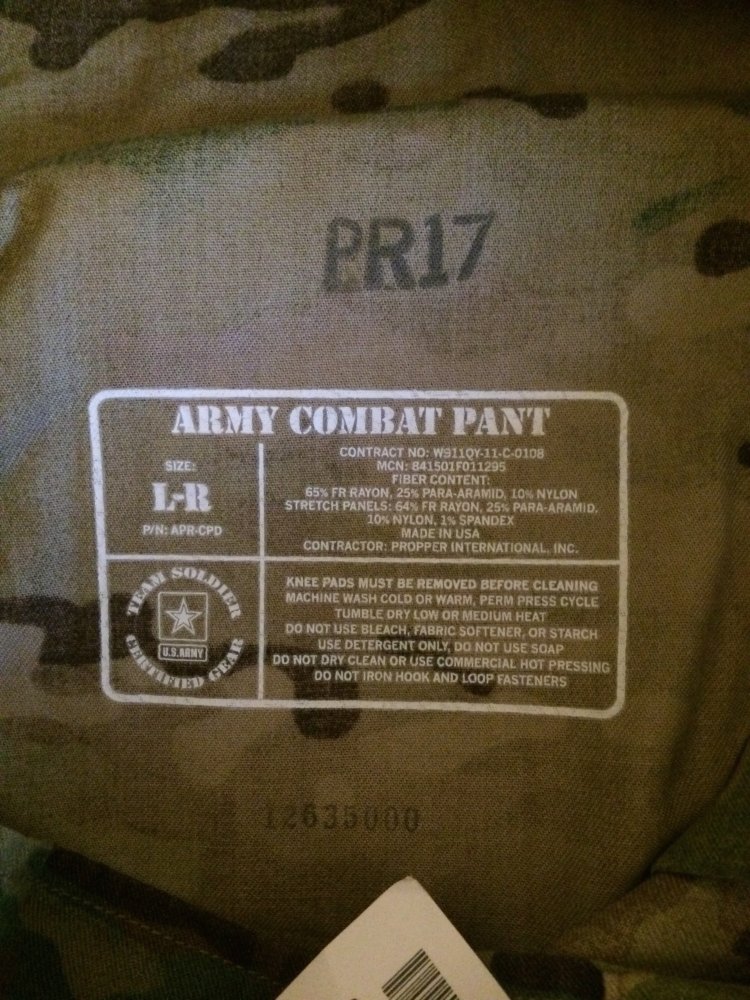 PR17
ARMY COMBAT PANT
SIZE:
L-R
P/N: APR-CPD
CONTRACT NO: W911QY-11-C-0108
MCN: 841501F011295
FIBER CONTENT:
65% FR RAYON, 25% PARA-ARAMID, 10% NYLON
STRETCH PANELS: 64% FR RAYON, 25% PARA-ARAMID,
10% NYLON, 1% SPANDEX
MADE IN USA
CONTRACTOR: PROPPER INTERNATIONAL, INC.
TEAM SOLDIER
U.S.ARMY
CERTIFIED GEAR
KNEE PADS MUST BE REMOVED BEFORE CLEANING
MACHINE WASH COLD OR WARM, PERM PRESS CYCLE
TUMBLE DRY LOW OR MEDIUM HEAT
DO NOT USE BLEACH, FABRIC SOFTENER, OR STARCH
USE DETERGENT ONLY, DO NOT USE SOAP
DO NOT DRY CLEAN OR USE COMMERCIAL HOT PRESSING
DO NOT IRON HOOK AND LOOP FASTENERS
12635000